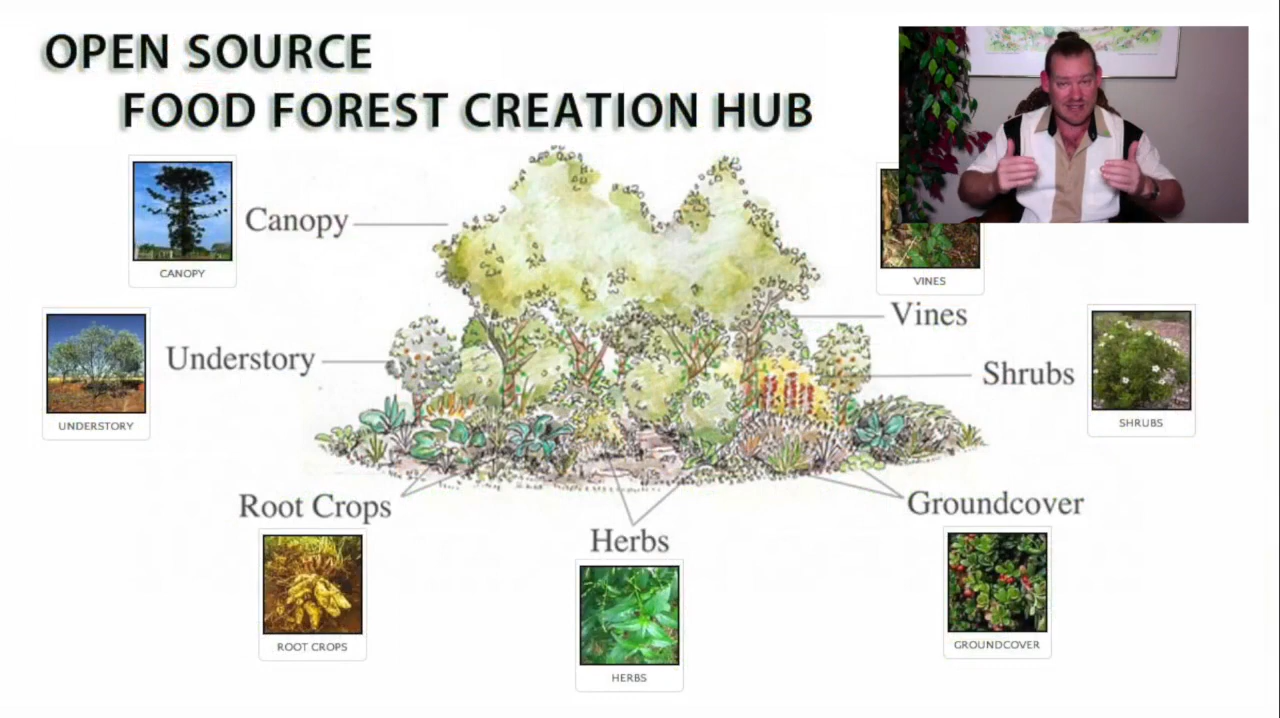 OPEN SOURCE
FOOD FOREST CREATION HUB
CANOPY
Canopy
VINES
Vines
UNDERSTORY
Understory
Shrubs
SHRUBS
Root Crops
ROOT CROPS
Herbs
HERBS
Groundcover
GROUNDCOVER